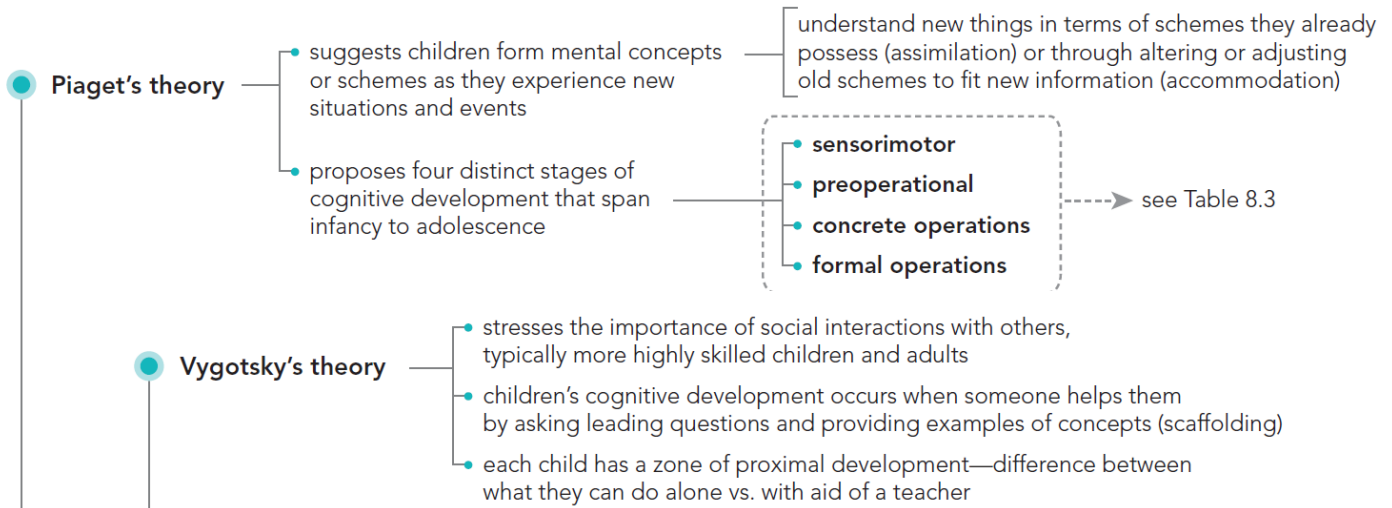 Piaget's theory
suggests children form mental concepts
or schemes as they experience new
situations and events
understand new things in terms of schemes they already
possess (assimilation) or through altering or adjusting
old schemes to fit new information (accommodation)
proposes four distinct stages of
cognitive development that span
infancy to adolescence
sensorimotor
preoperational
concrete operations
formal operations
see Table 8.3
Vygotsky's theory
stresses the importance of social interactions with others,
typically more highly skilled children and adults
children's cognitive development occurs when someone helps them
by asking leading questions and providing examples of concepts (scaffolding)
each child has a zone of proximal development—difference between
what they can do alone vs. with aid of a teacher